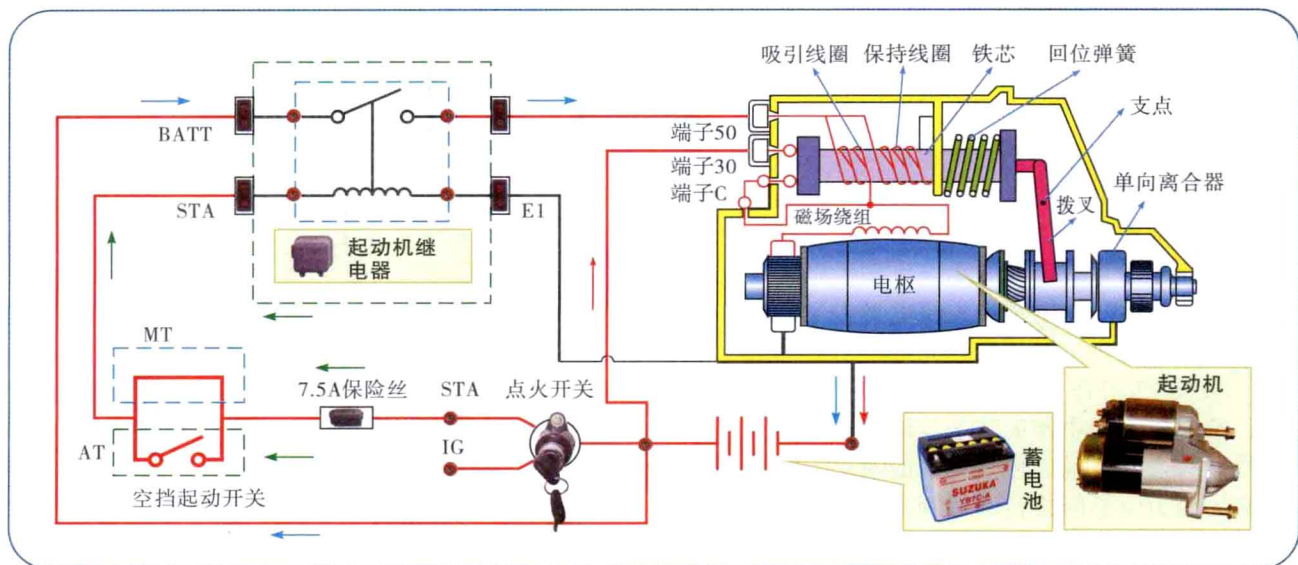 吸引线圈
保持线圈
铁芯
回位弹簧
支点
BATT
端子50
端子30
端子C
单向离合器
STA
E1
磁场绕组
拨叉
起动机继
电器
电枢
MT
7.5A保险丝
STA
点火开关
起动机
AT
IG
空挡起动开关
蓄电池
SUZUKA
YB7C-A